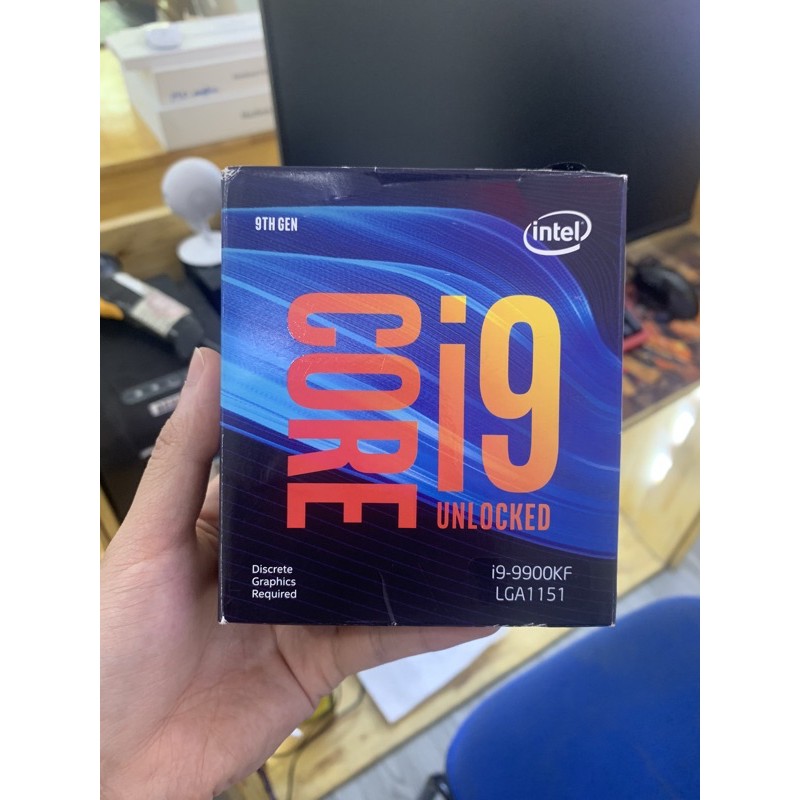 9TH GEN
intel
CORE i9
UNLOCKED
Discrete
Graphics
Required
i9-9900KF
LGA1151